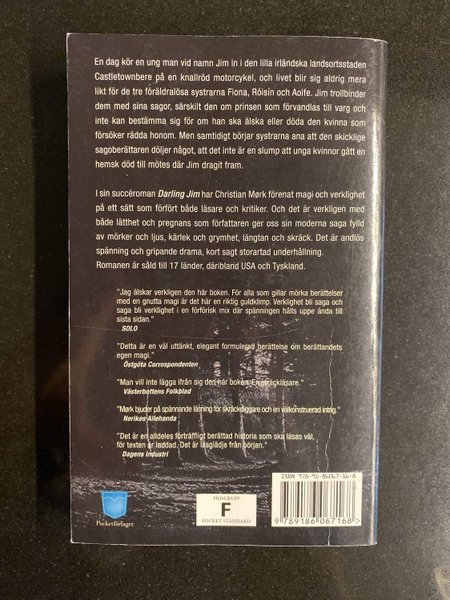 En dag kör en ung man vid namn Jim in i den lilla irländska landsortsstaden
Castletownbere på en knallröd motorcykel, och livet blir sig aldrig mera
likt för de tre föräldralösa systrarna Fiona, Róisín och Aoife. Jim trollbinder
dem med sina sagor, särskilt den om prinsen som förvandlas till varg och
inte kan bestämma sig för om han ska älska eller döda den kvinna som
försöker rädda honom. Men samtidigt börjar systrarna ana att den skicklige
sagoberättaren döljer något, att det inte är en slump att unga kvinnor gått en
hemsk död till mötes där Jim dragit fram.
I sin succéroman Darling Jim har Christian Mørk förenat magi och verklighet
på ett sätt som förfört både läsare och kritiker. Och det är verkligen med
både lätthet och pregnans som författaren ger oss sin moderna saga fylld
av mörker och ljus, kärlek och grymhet, längtan och skräck. Det är andlös
spänning och gripande drama, kort sagt storartad underhållning.
Romanen är såld till 17 länder, däribland USA och Tyskland.
"Jag älskar verkligen den här boken. För alla som gillar mörka berättelser
med en gnutta magi är det här en riktig guldklimp. Verklighet bli saga och
saga bli verklighet i en förförisk mix där spänningen hålls uppe ända till
sista sidan."
SOLO
"Detta är en väl uttänkt, elegant formulerad berättelse om berättandets
egen magi."
Östgöta Correspondenten
"Man vill inte lägga ifrån sig den här boken. En sträckläsare."
Västerbottens Folkblad
"Mørk bjuder på spännande läsning för skräckdiggare och en välkonstruerad intrig."
Nerikes Allehanda
"Det är en alldeles förträffligt berättad historia som ska läsas väl,
för texten är laddad. Det är läsglädje från början."
Dagens Industri
Pocketförlaget
PRISGRUPP
F
POCKET STANDARD
ISBN 978-91-86067-16-8
9 789186 067168